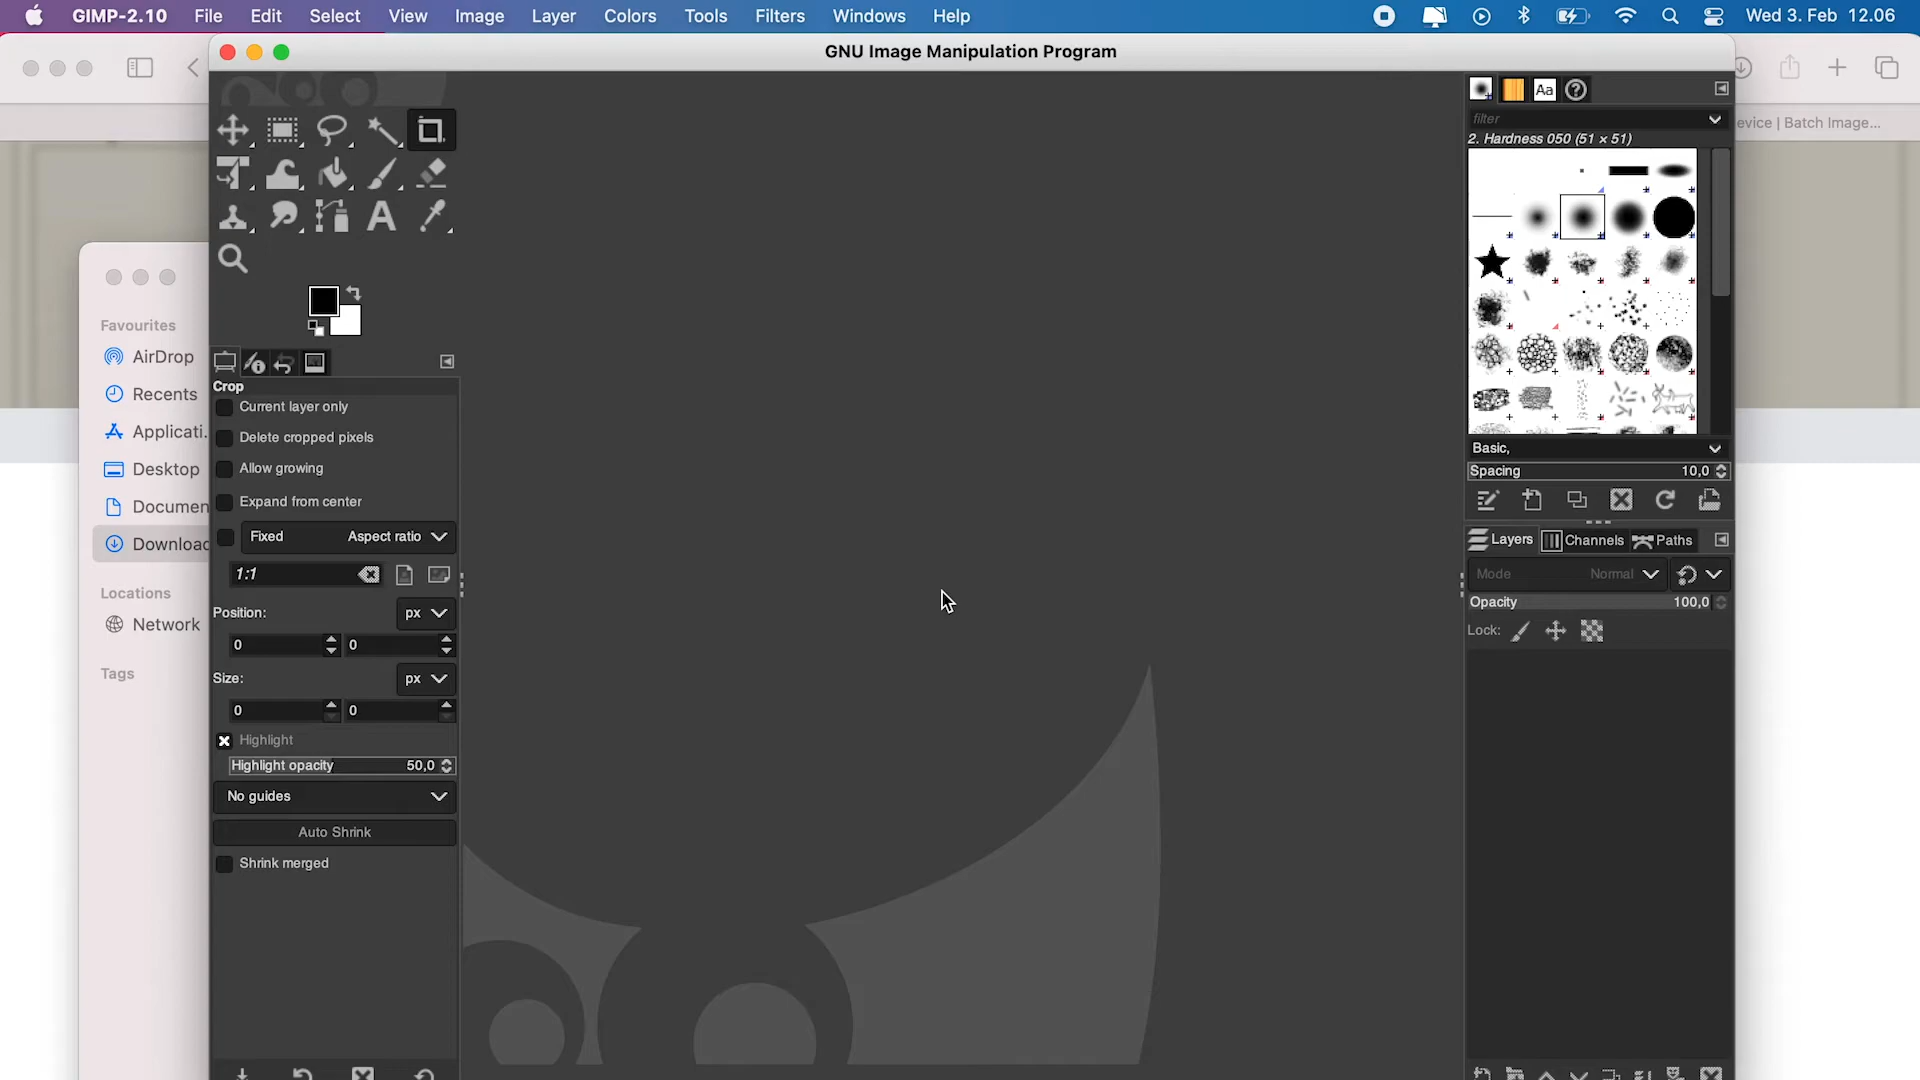 GIMP-2.10 File Edit Select View Image Layer Colors Tools Filters Windows Help Wed 3. Feb 12.06
GNU Image Manipulation Program
evice | Batch Image...
Aa
filter
2. Hardness 050 (51 × 51)
Basic,
Spacing 10,0
Layers Channels Paths
Mode Normal
Opacity 100,0
Lock:
Favourites
AirDrop
Recents
Applicati.
Desktop
Documen
Downloac
Locations
Network
Tags
Crop
Current layer only
Delete cropped pixels
Allow growing
Expand from center
Fixed Aspect ratio
1:1
Position: px
0 0
Size: px
0 0
Highlight
Highlight opacity 50,0
No guides
Auto Shrink
Shrink merged